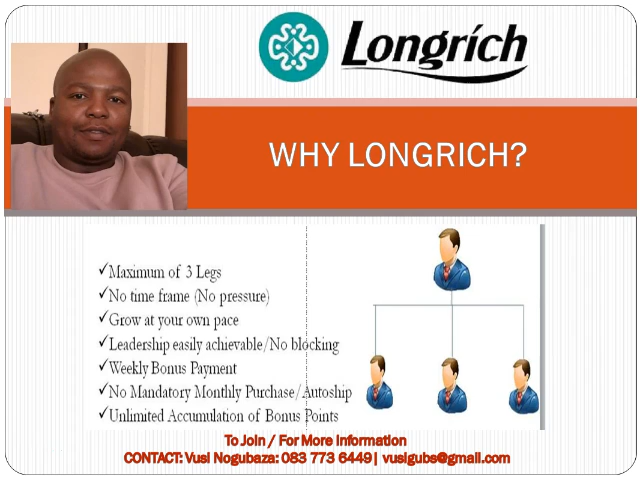 Longrích
WHY LONGRICH?
✓Maximum of 3 Legs
✓No time frame (No pressure)
✓Grow at your own pace
✓Leadership easily achievable/No blocking
✓Weekly Bonus Payment
✓No Mandatory Monthly Purchase/Autoship
✓Unlimited Accumulation of Bonus Points
To Join / For More Information
CONTACT: Vusi Nogubaza: 083 773 6449| vusigubs@gmail.com